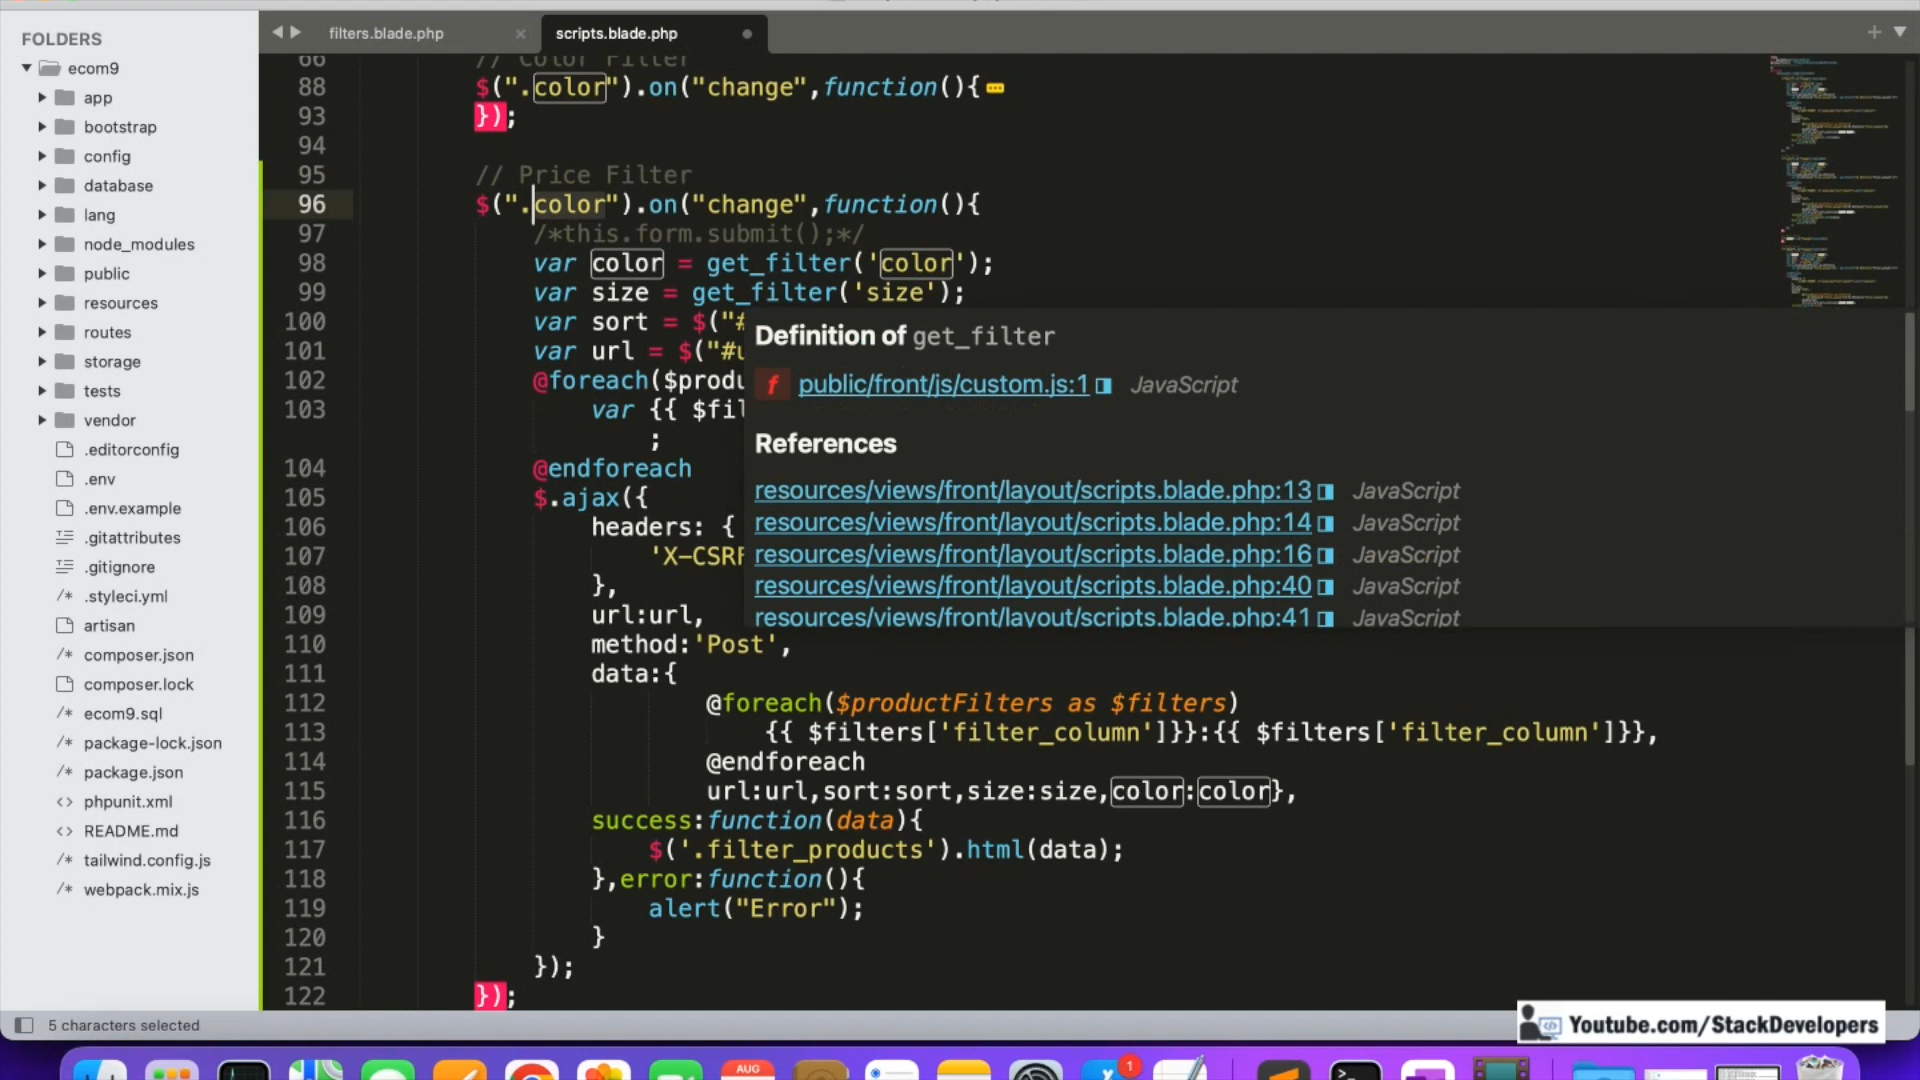 FOLDERS
ecom9
app
bootstrap
config
database
lang
node_modules
public
resources
routes
storage
tests
vendor
.editorconfig
.env
.env.example
.gitattributes
.gitignore
/* .styleci.yml
artisan
/* composer.json
composer.lock
/* ecom9.sql
/* package-lock.json
/* package.json
<> phpunit.xml
<> README.md
/* tailwind.config.js
/* webpack.mix.js
filters.blade.php ×
scripts.blade.php
// Color Filter
88 $(".color").on("change",function(){
93 });
94
95 // Price Filter
96 $(".color").on("change",function(){
97 /*this.form.submit();*/
98 var color = get_filter('color');
99 var size = get_filter('size');
100 var sort = $("#
101 var url = $("#u
102 @foreach($produ
103 var {{ $fil
;
104 @endforeach
105 $.ajax({
106 headers: {
107 'X-CSRF
108 },
109 url:url,
110 method:'Post',
111 data:{
112 @foreach($productFilters as $filters)
113 {{ $filters['filter_column']}}:{{ $filters['filter_column']}},
114 @endforeach
115 url:url,sort:sort,size:size,color:color},
116 success:function(data){
117 $('.filter_products').html(data);
118 },error:function(){
119 alert("Error");
120 }
121 });
122 });
Definition of get_filter
f public/front/js/custom.js:1 JavaScript
References
resources/views/front/layout/scripts.blade.php:13 JavaScript
resources/views/front/layout/scripts.blade.php:14 JavaScript
resources/views/front/layout/scripts.blade.php:16 JavaScript
resources/views/front/layout/scripts.blade.php:40 JavaScript
resources/views/front/layout/scripts.blade.php:41 JavaScript
5 characters selected
Youtube.com/StackDevelopers
AUG
1